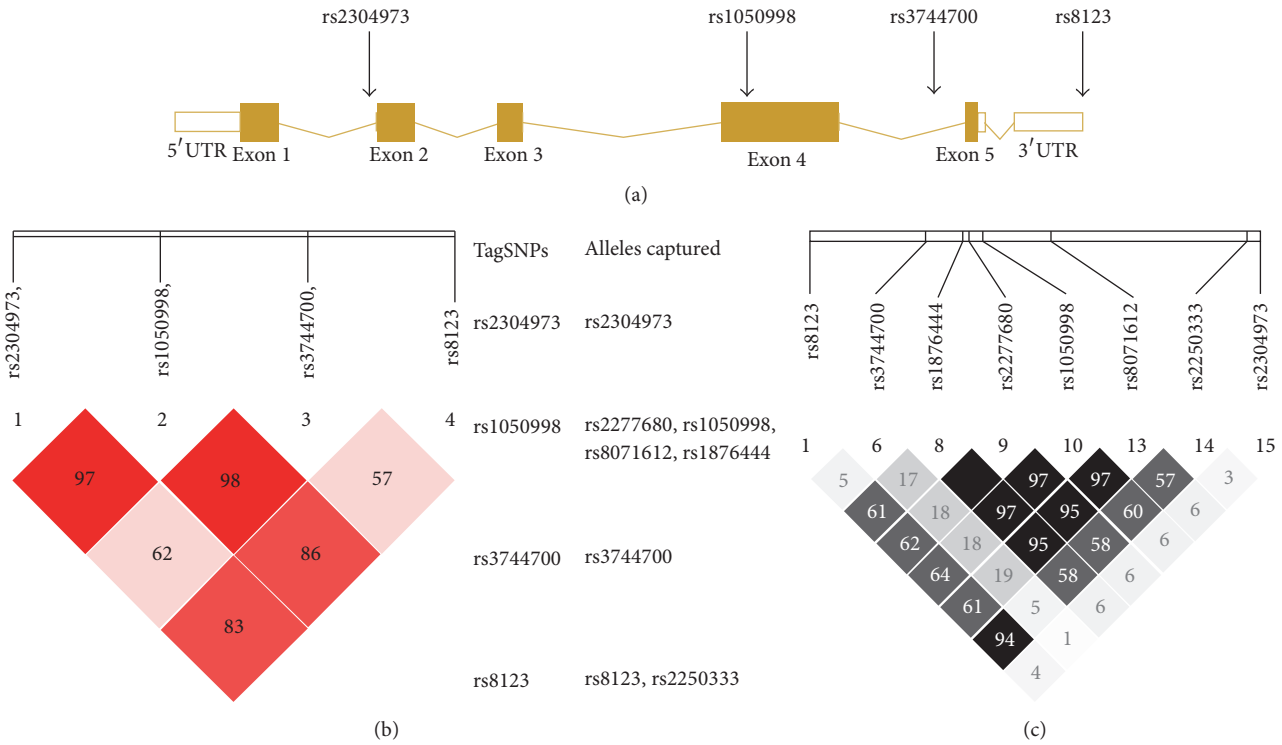 rs2304973
rs1050998
rs3744700
rs8123
5′UTR
Exon 1
Exon 2
Exon 3
Exon 4
Exon 5
3′UTR
(a)
rs2304973,
rs1050998,
rs3744700,
rs8123
1
2
3
4
97
98
57
62
86
83
(b)
TagSNPs
Alleles captured
rs2304973
rs2304973
rs1050998
rs2277680, rs1050998,
rs8071612, rs1876444
rs3744700
rs3744700
rs8123
rs8123, rs2250333
rs8123
rs3744700
rs1876444
rs2277680
rs1050998
rs8071612
rs2250333
rs2304973
1
6
8
9
10
13
14
15
5
17
97
97
57
3
61
18
97
95
60
6
62
18
95
58
6
64
19
58
6
61
5
6
94
1
4
(c)